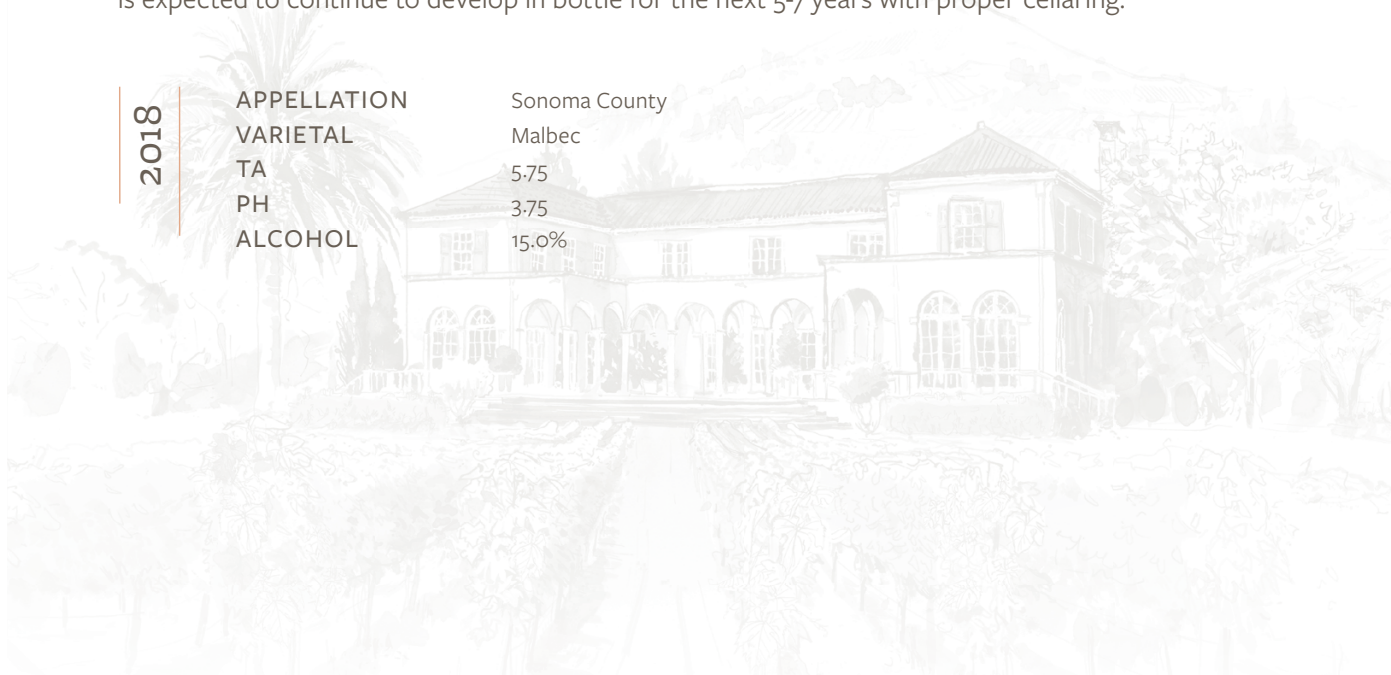 is expected to continue to develop in bottle for the next 5-7 years with proper cellaring.
2018
APPELLATION Sonoma County
VARIETAL Malbec
TA 5.75
PH 3.75
ALCOHOL 15.0%